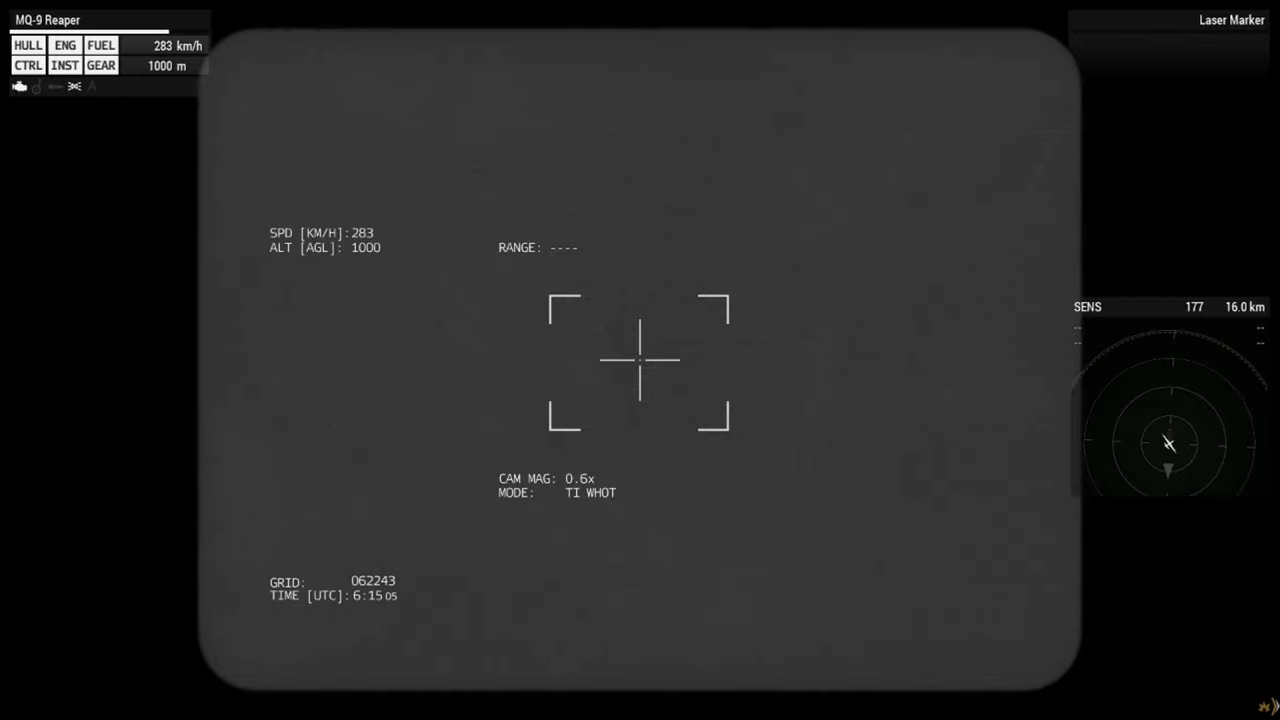 MQ-9 Reaper
HULL ENG FUEL 283 km/h
CTRL INST GEAR 1000 m
A
Laser Marker
SPD [KM/H]: 283
ALT [AGL]: 1000
RANGE: ----
SENS 177 16.0 km
-- --
-- --
CAM MAG: 0.6x
MODE: TI WHOT
GRID: 062243
TIME [UTC]: 6:15 05